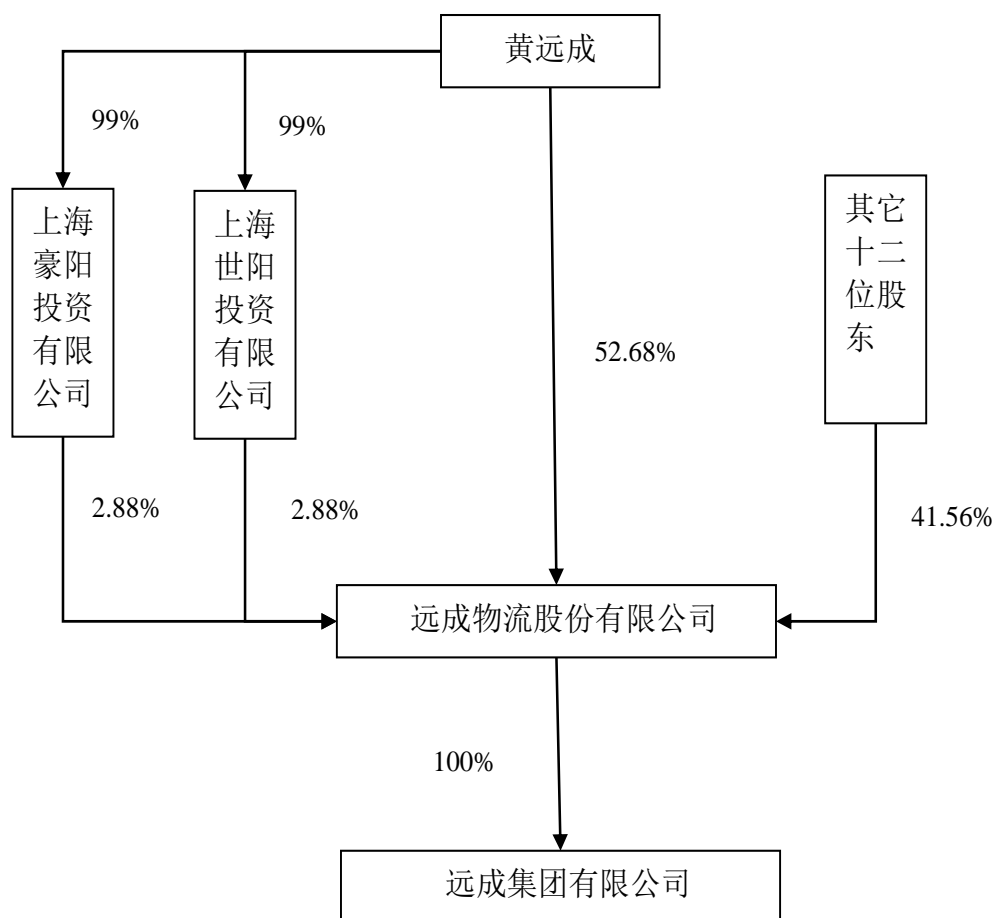 黄远成
99%
99%
上海
豪阳
投资
有限
公司
上海
世阳
投资
有限
公司
其它
十二
位股
东
52.68%
2.88%
2.88%
41.56%
远成物流股份有限公司
100%
远成集团有限公司